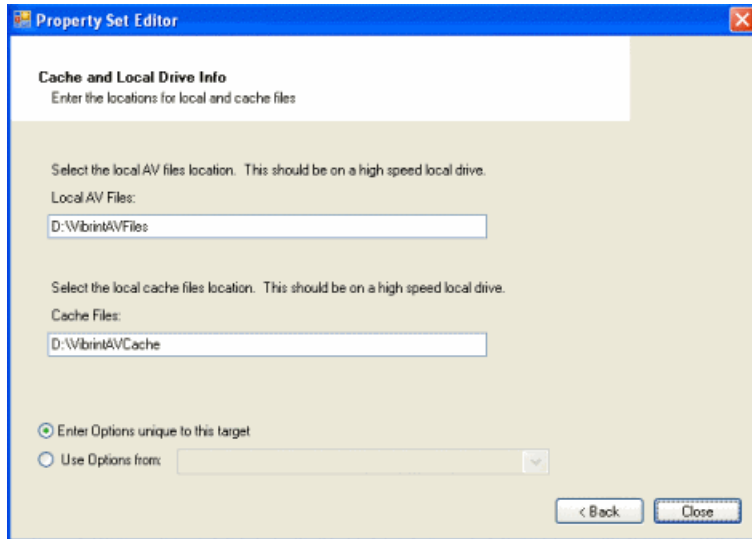 Property Set Editor
Cache and Local Drive Info
Enter the locations for local and cache files
Select the local AV files location. This should be on a high speed local drive.
Local AV Files:
D:\VibrintAVFiles
Select the local cache files location. This should be on a high speed local drive.
Cache Files:
D:\VibrintAVCache
Enter Options unique to this target
Use Options from:
< Back
Close